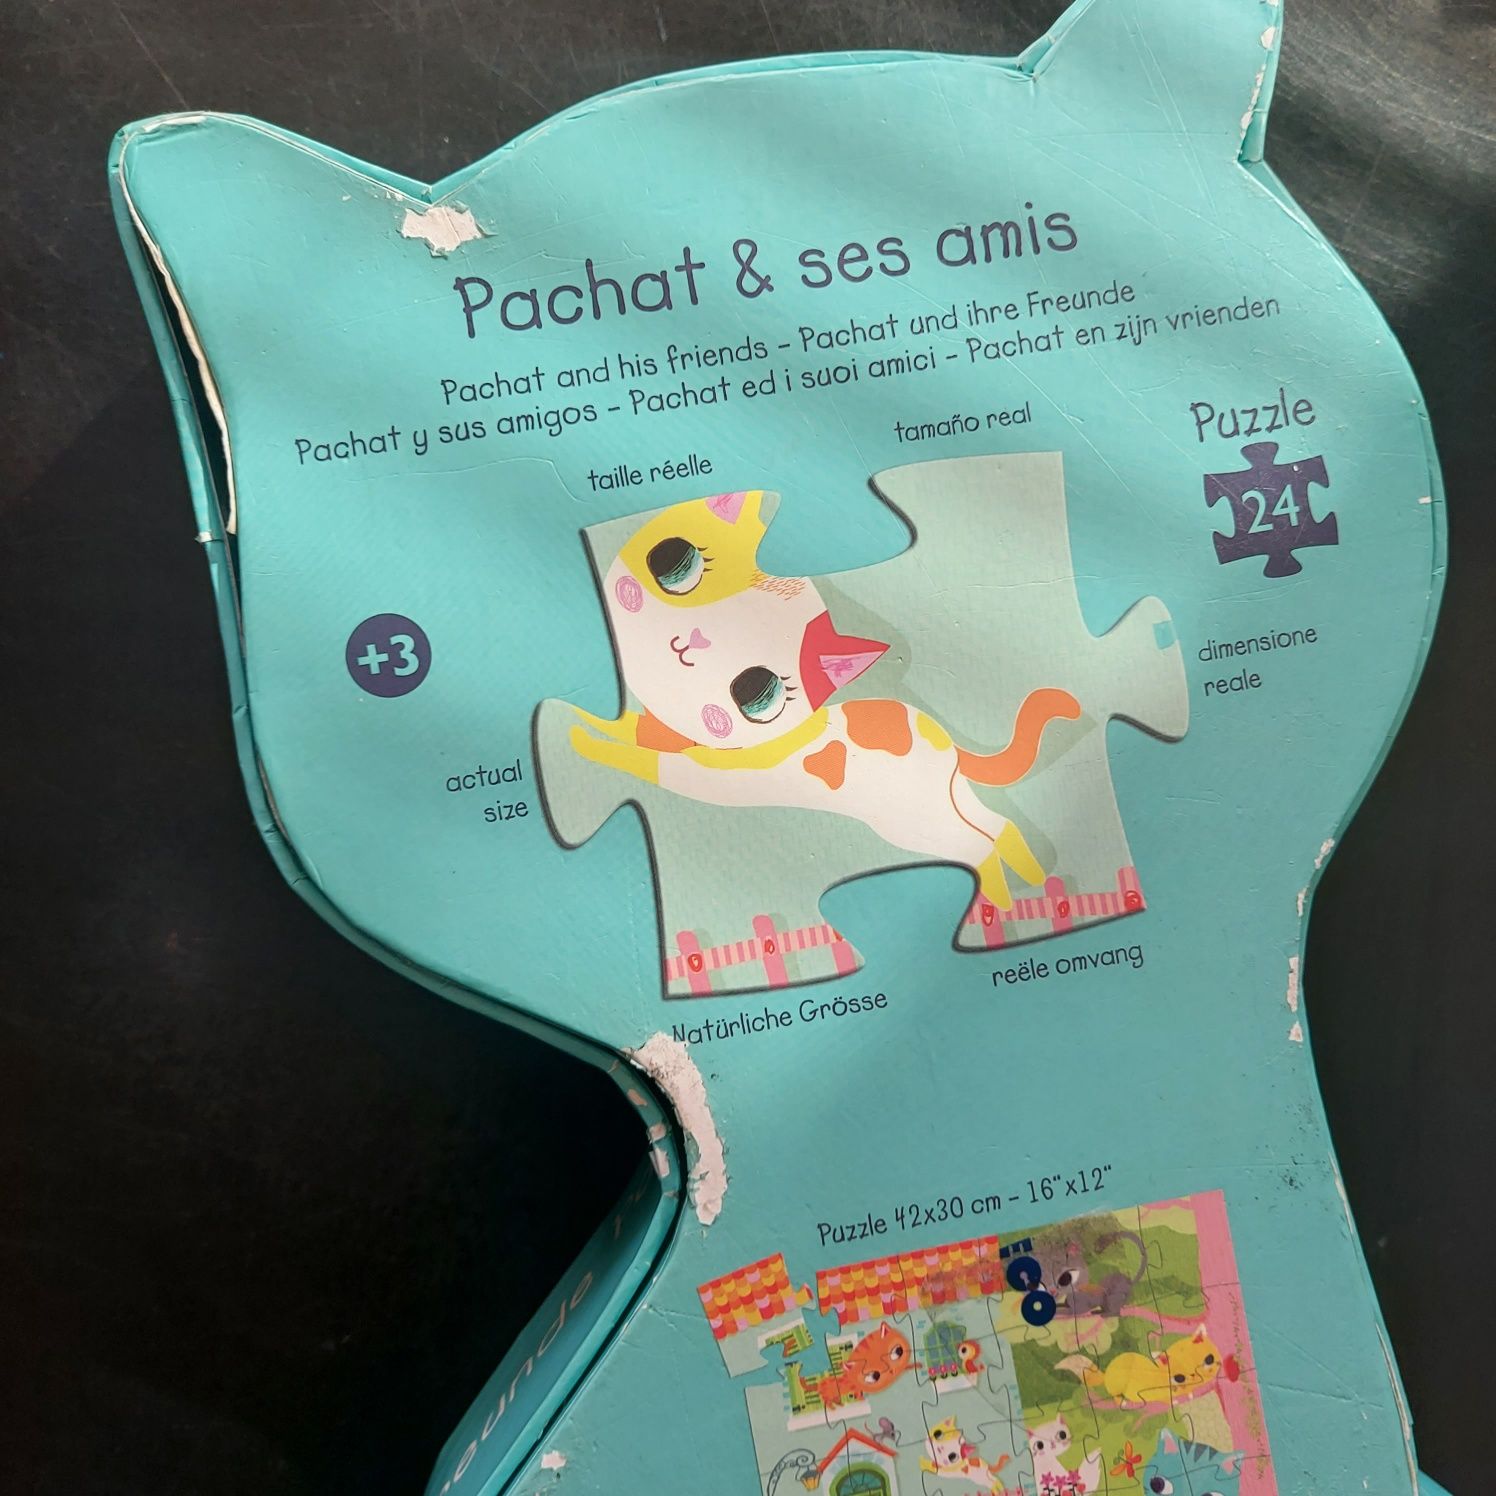 Pachat & ses amis
Pachat and his friends - Pachat und ihre Freunde
Pachat y sus amigos - Pachat ed i suoi amici - Pachat en zijn vrienden
taille réelle
tamaño real
Puzzle
24
+3
dimensione
reale
actual
size
reële omvang
Natürliche Grösse
Puzzle 42x30 cm - 16"x12"